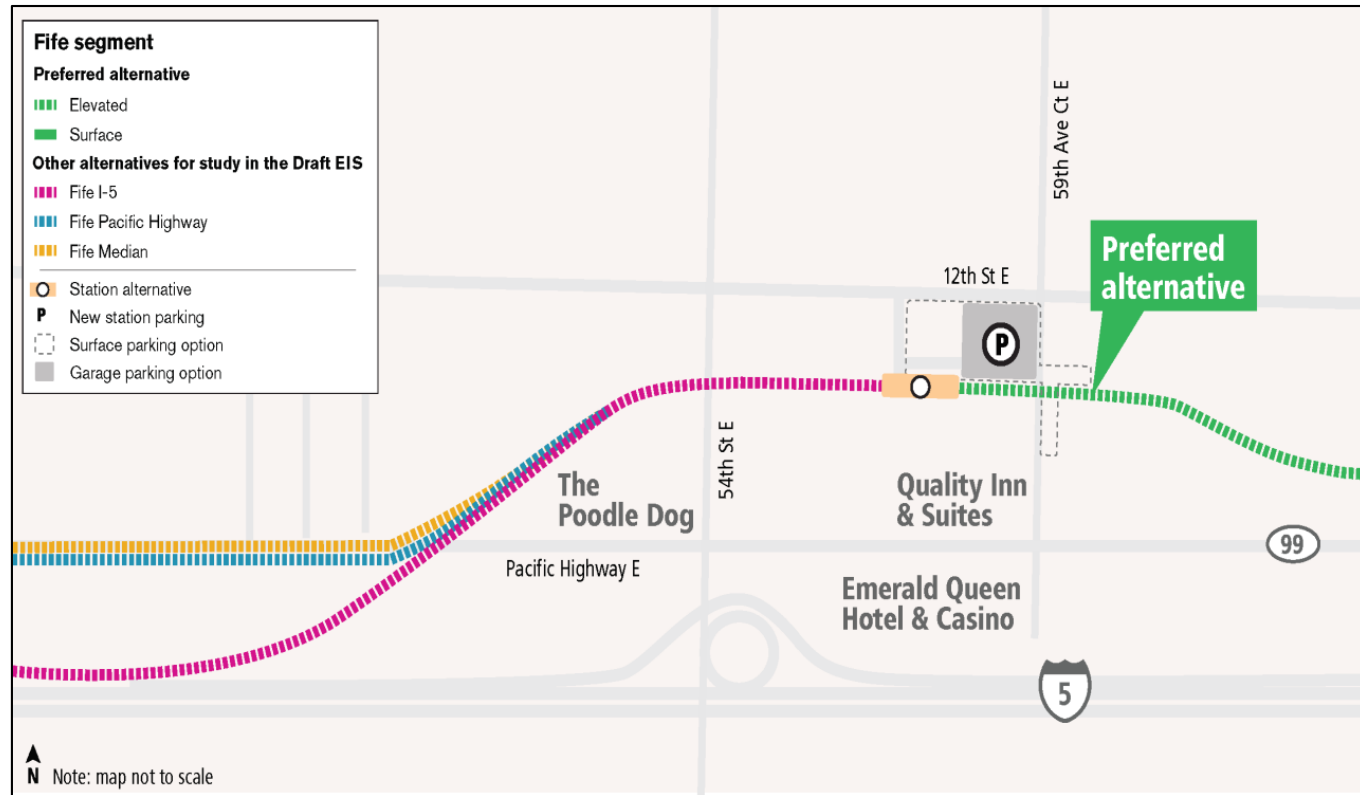 Fife segment
Preferred alternative
Elevated
Surface
Other alternatives for study in the Draft EIS
Fife I-5
Fife Pacific Highway
Fife Median
Station alternative
P New station parking
Surface parking option
Garage parking option
59th Ave Ct E
Preferred
alternative
12th St E
P
54th St E
The
Poodle Dog
Quality Inn
& Suites
99
Pacific Highway E
Emerald Queen
Hotel & Casino
5
N Note: map not to scale